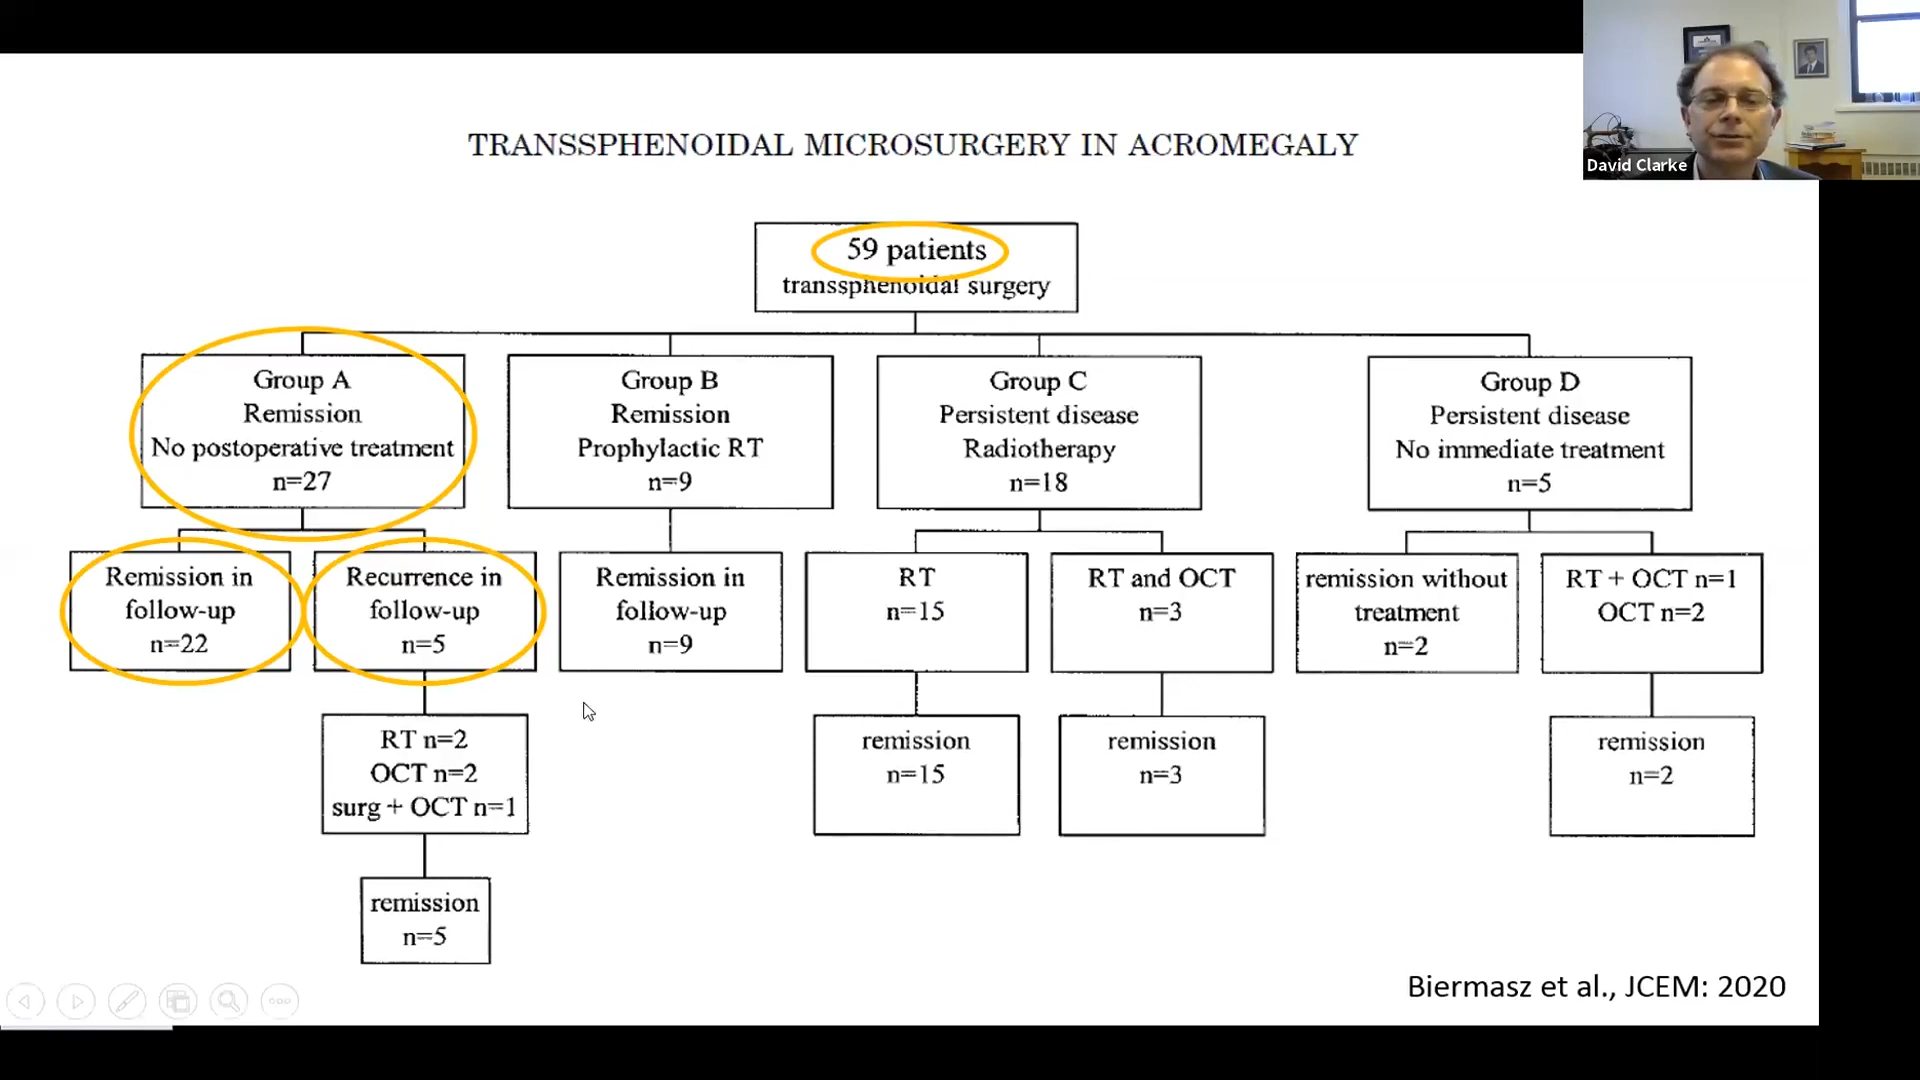 David Clarke
TRANSSPHENOIDAL MICROSURGERY IN ACROMEGALY
59 patients
transsphenoidal surgery
Group A
Remission
No postoperative treatment
n=27
Group B
Remission
Prophylactic RT
n=9
Group C
Persistent disease
Radiotherapy
n=18
Group D
Persistent disease
No immediate treatment
n=5
Remission in
follow-up
n=22
Recurrence in
follow-up
n=5
Remission in
follow-up
n=9
RT
n=15
RT and OCT
n=3
remission without
treatment
n=2
RT + OCT n=1
OCT n=2
RT n=2
OCT n=2
surg + OCT n=1
remission
n=15
remission
n=3
remission
n=2
remission
n=5
Biermasz et al., JCEM: 2020